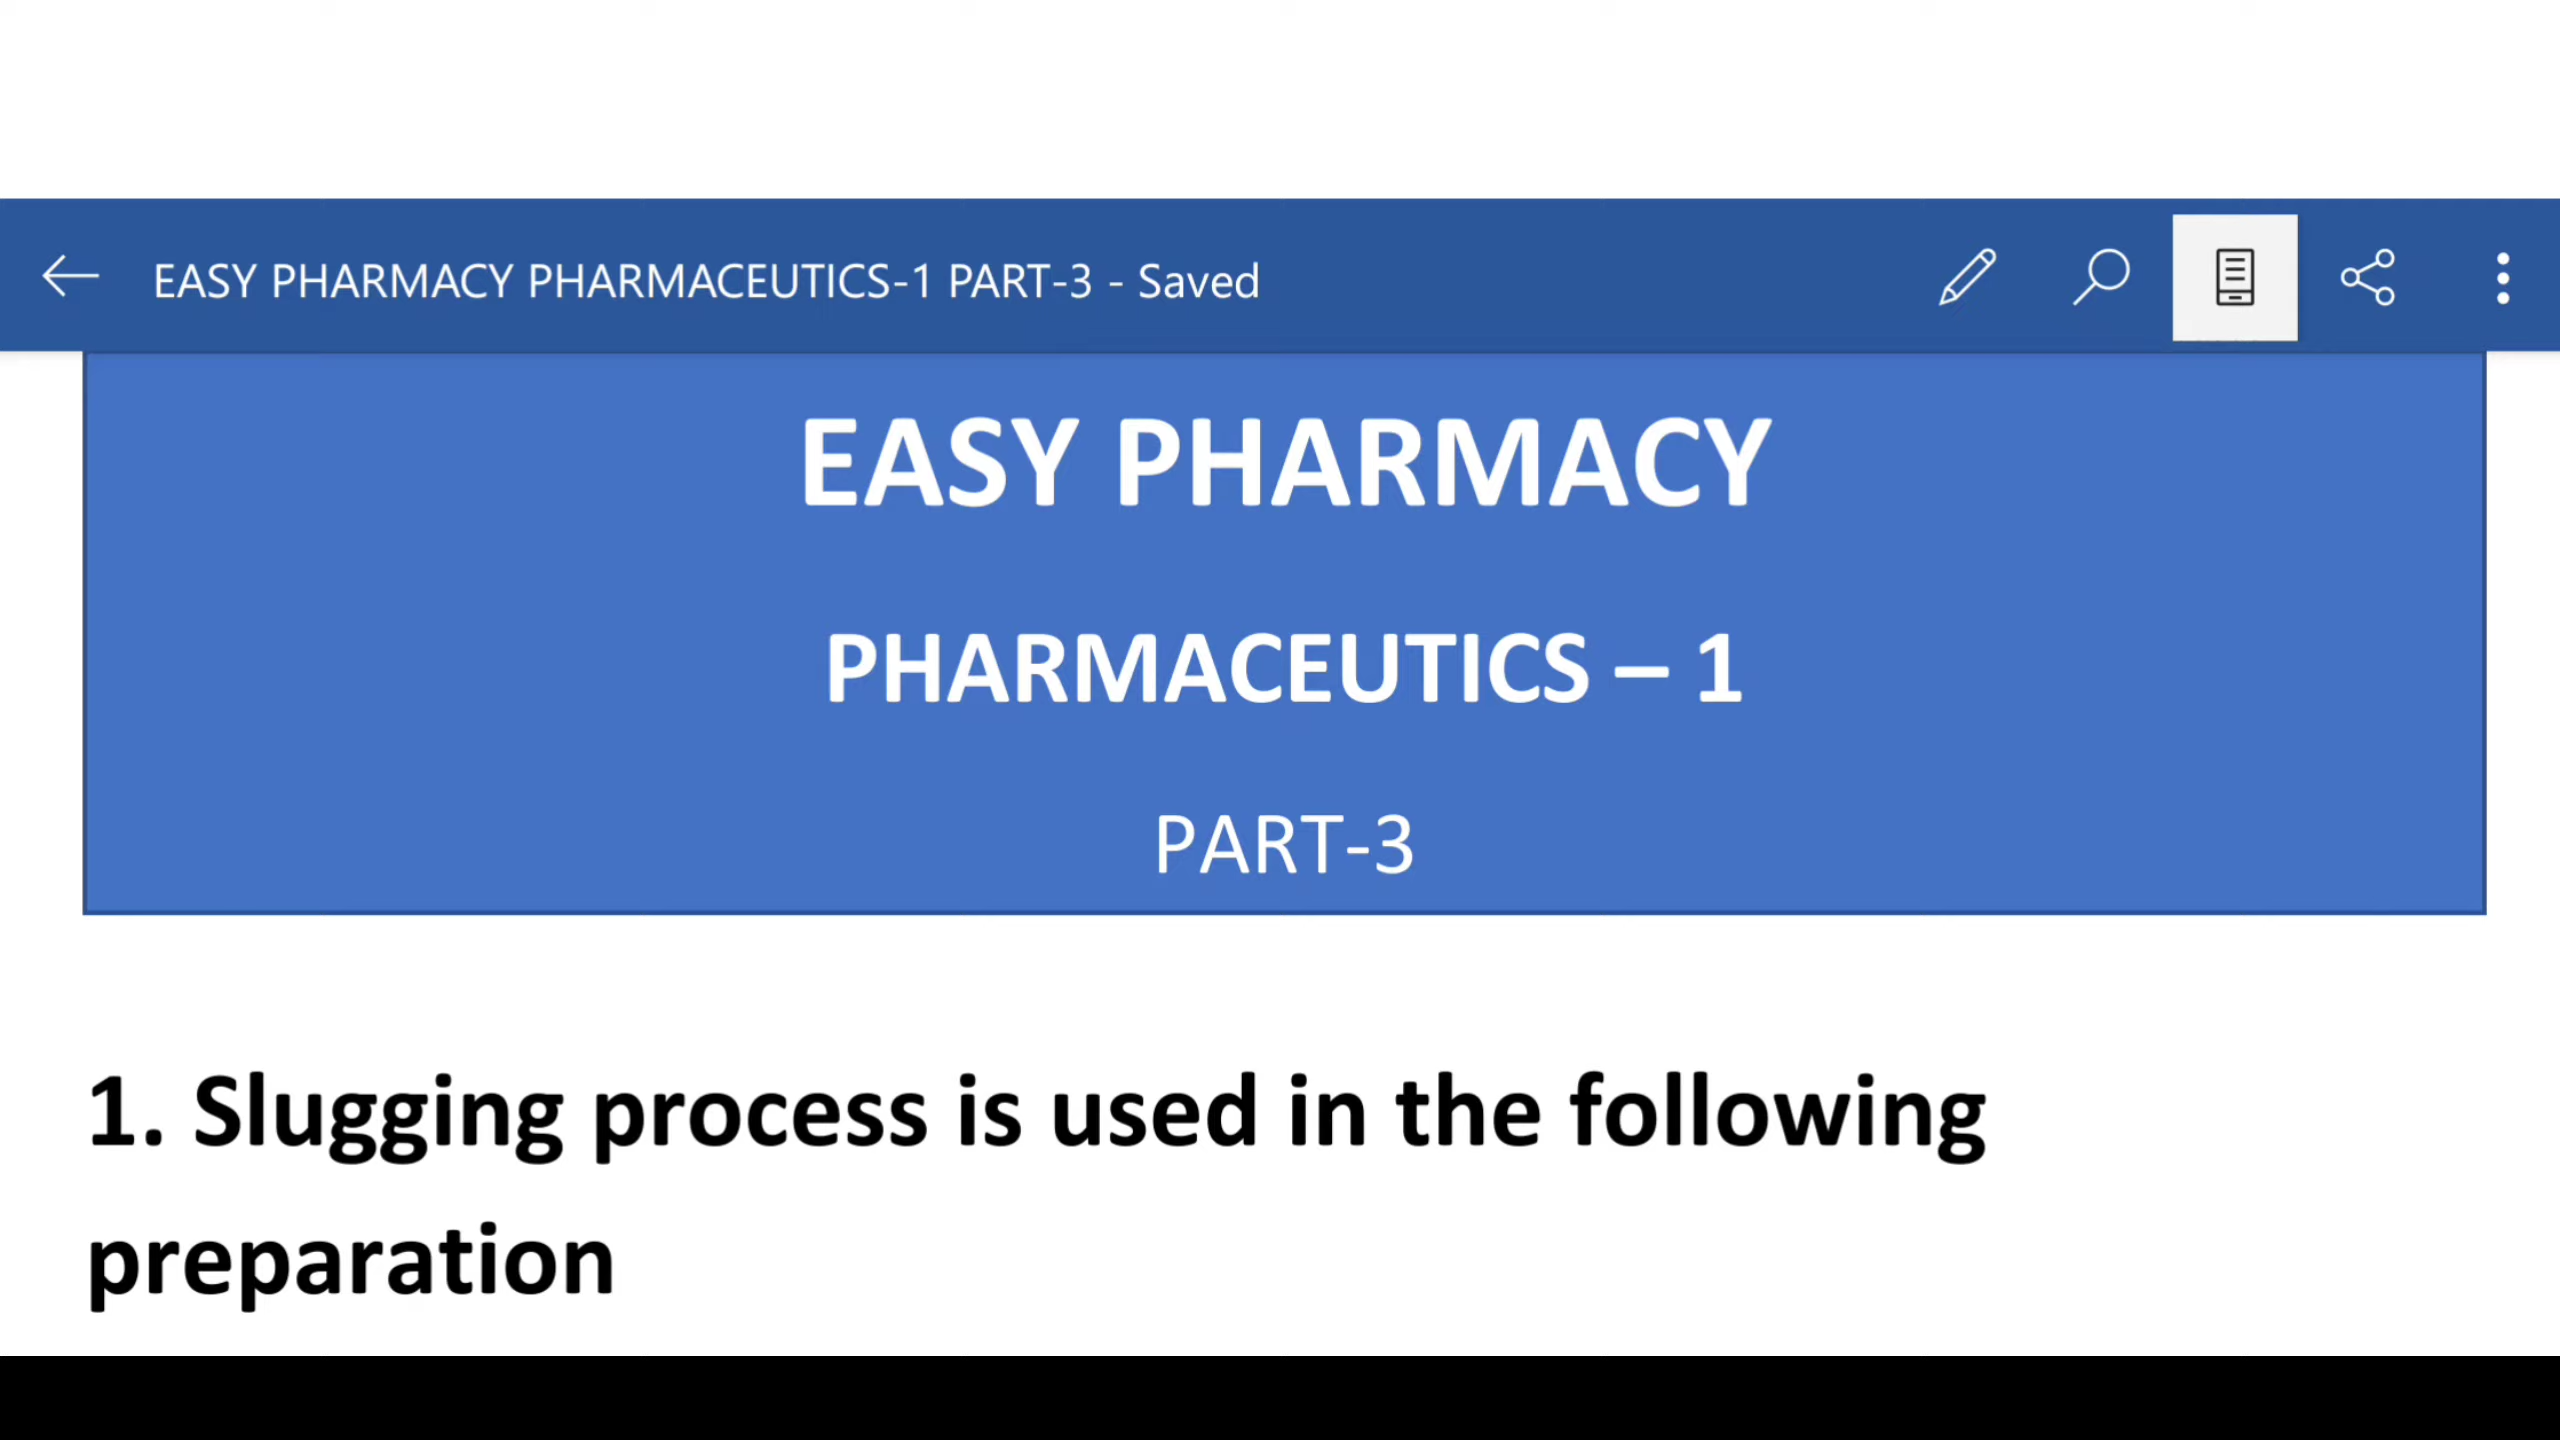 EASY PHARMACY PHARMACEUTICS-1 PART-3 - Saved
EASY PHARMACY
PHARMACEUTICS – 1
PART-3
1. Slugging process is used in the following
preparation